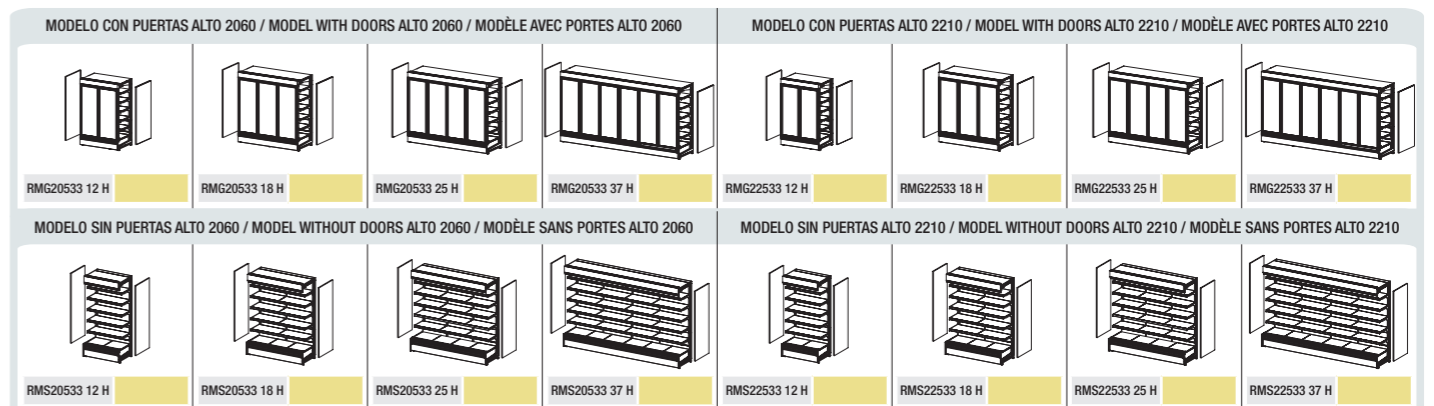 MODELO CON PUERTAS ALTO 2060 / MODEL WITH DOORS ALTO 2060 / MODÈLE AVEC PORTES ALTO 2060
MODELO CON PUERTAS ALTO 2210 / MODEL WITH DOORS ALTO 2210 / MODÈLE AVEC PORTES ALTO 2210
RMG20533 12 H
RMG20533 18 H
RMG20533 25 H
RMG20533 37 H
RMG22533 12 H
RMG22533 18 H
RMG22533 25 H
RMG22533 37 H
MODELO SIN PUERTAS ALTO 2060 / MODEL WITHOUT DOORS ALTO 2060 / MODÈLE SANS PORTES ALTO 2060
MODELO SIN PUERTAS ALTO 2210 / MODEL WITHOUT DOORS ALTO 2210 / MODÈLE SANS PORTES ALTO 2210
RMS20533 12 H
RMS20533 18 H
RMS20533 25 H
RMS20533 37 H
RMS22533 12 H
RMS22533 18 H
RMS22533 25 H
RMS22533 37 H